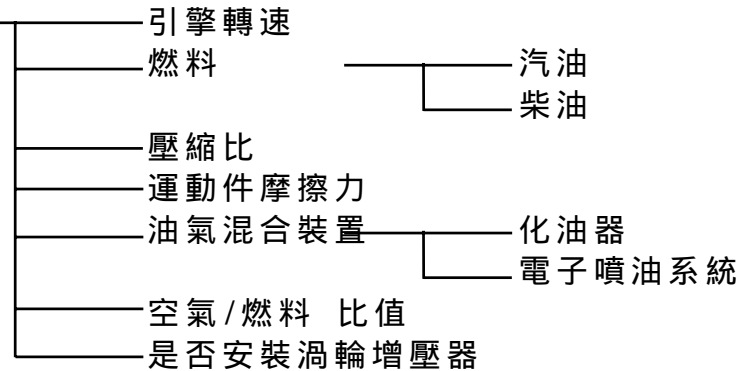 引擎轉速
燃料
汽油
柴油
壓縮比
運動件摩擦力
油氣混合裝置
化油器
電子噴油系統
空氣/燃料 比值
是否安裝渦輪增壓器